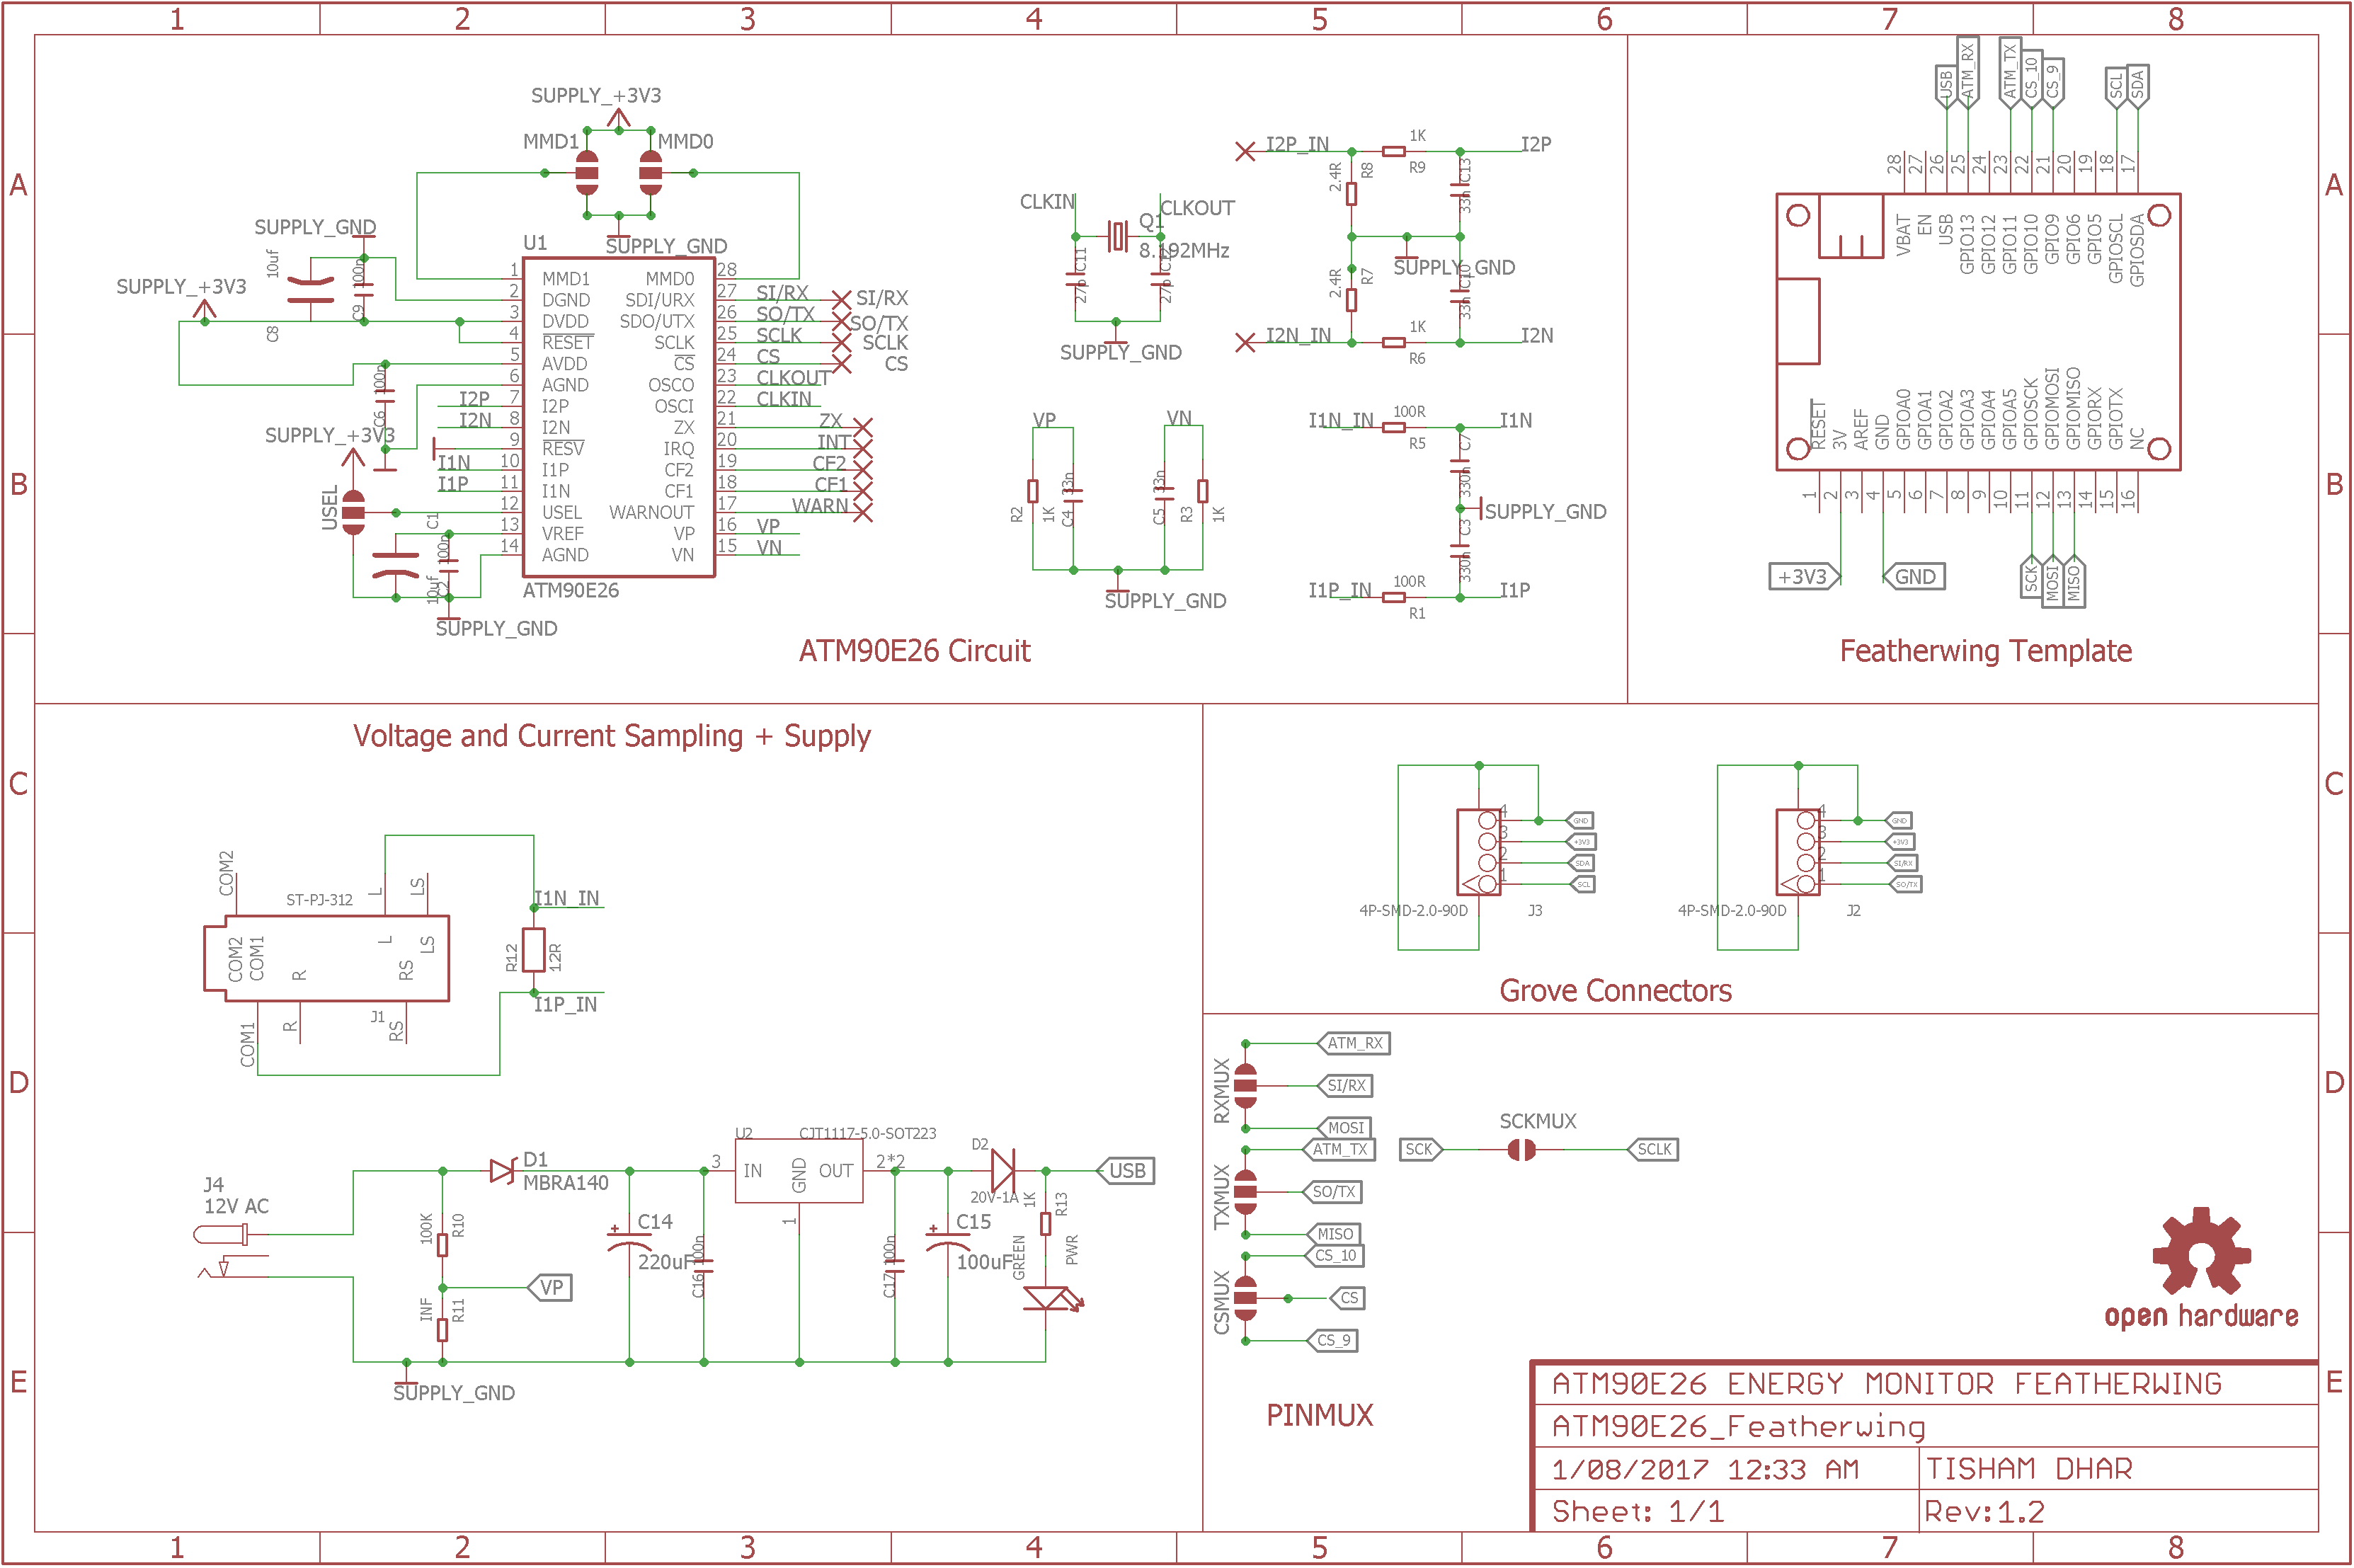 1 2 3 4 5 6 7 8
A
B
C
D
E
A
B
C
D
E
SUPPLY_+3V3
MMD1
MMD0
SUPPLY_GND
SUPPLY_GND
10uf
100n
C9
C8
SUPPLY_+3V3
U1
1 MMD1
2 DGND
3 DVDD
4 RESET
5 AVDD
6 AGND
7 I2P
8 I2N
9 RESV
10 I1P
11 I1N
12 USEL
13 VREF
14 AGND
MMD0 28
SDI/URX 27 SI/RX SI/RX
SDO/UTX 26 SO/TX SO/TX
SCLK 25 SCLK SCLK
CS 24 CS CS
OSCO 23 CLKOUT
OSCI 22 CLKIN
ZX 21 ZX
IRQ 20 INT
CF2 19 CF2
CF1 18 CF1
WARNOUT 17 WARN
VP 16 VP
VN 15 VN
ATM90E26
100n
C6
I2P
I2N
I1N
I1P
SUPPLY_+3V3
USEL
C1
10uf
100n
C2
SUPPLY_GND
CLKIN
CLKOUT
Q1
8.192MHz
C11
27p
27p
SUPPLY_GND
VP
VN
R2
1K
C4
33n
C5
33n
R3
1K
SUPPLY_GND
I2P_IN
1K
R9
I2P
2.4R
R8
C13
33n
SUPPLY_GND
2.4R
R7
C10
33n
I2N_IN
1K
R6
I2N
I1N_IN
100R
R5
I1N
C7
330n
SUPPLY_GND
C3
330n
I1P_IN
100R
R1
I1P
ATM90E26 Circuit
USB
ATM_RX
ATM_TX
CS_10
CS_9
SCL
SDA
28 27 26 25 24 23 22 21 20 19 18 17
VBAT
EN
USB
GPIO13
GPIO12
GPIO11
GPIO10
GPIO9
GPIO6
GPIO5
GPIOSCL
GPIOSDA
RESET
3V
AREF
GND
GPIOA0
GPIOA1
GPIOA2
GPIOA3
GPIOA4
GPIOA5
GPIOSCK
GPIOMOSI
GPIOMISO
GPIORX
GPIOTX
NC
1 2 3 4 5 6 7 8 9 10 11 12 13 14 15 16
+3V3
GND
SCK
MOSI
MISO
Featherwing Template
Voltage and Current Sampling + Supply
COM2
ST-PJ-312
L
LS
COM2
COM1
R
L
RS
LS
COM1
R
J1
RS
I1N_IN
R12
12R
I1P_IN
J4
12V AC
D1
MBRA140
100K
R10
INF
R11
VP
SUPPLY_GND
C14
220uF
100n
C16
U2
CJT1117-5.0-SOT223
3
IN
GND
OUT
2*2
1
100n
C17
C15
100uF
D2
20V-1A
USB
1K
R13
GREEN
PWR
4
3
2
1
GND
+3V3
SDA
SCL
4P-SMD-2.0-90D
J3
4
3
2
1
GND
+3V3
SI/RX
SO/TX
4P-SMD-2.0-90D
J2
Grove Connectors
RXMUX
ATM_RX
SI/RX
MOSI
TXMUX
ATM_TX
SO/TX
MISO
CSMUX
CS_10
CS
CS_9
SCKMUX
SCK
SCLK
PINMUX
open hardware
ATM90E26 ENERGY MONITOR FEATHERWING
ATM90E26_Featherwing
1/08/2017 12:33 AM
TISHAM DHAR
Sheet: 1/1
Rev:1.2
1 2 3 4 5 6 7 8